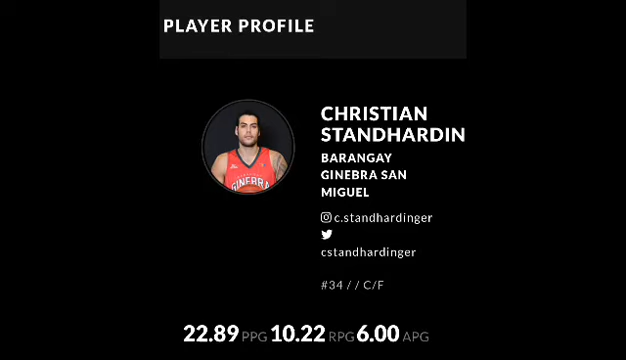 PLAYER PROFILE
CHRISTIAN
STANDHARDIN
BARANGAY
GINEBRA SAN
MIGUEL
c.standhardinger
cstandhardinger
#34 / / C/F
GINEBRA
22.89 PPG 10.22 RPG 6.00 APG